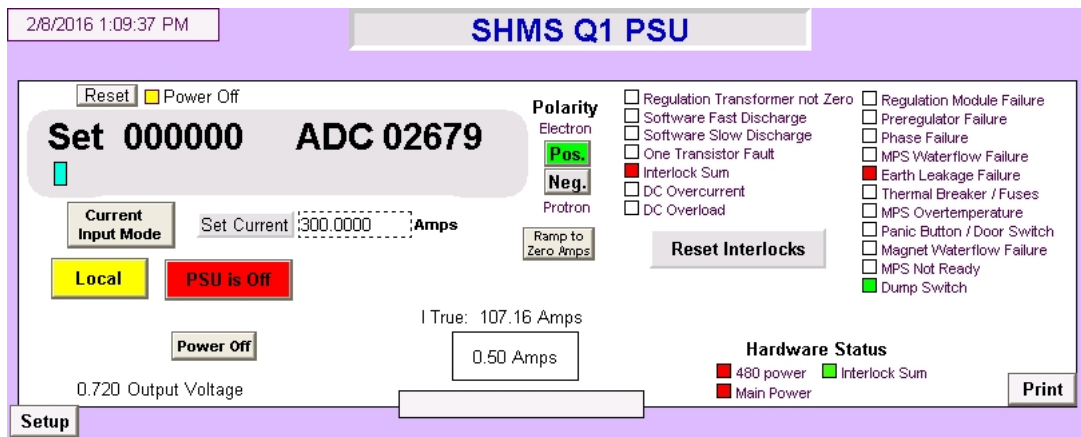 2/8/2016 1:09:37 PM
SHMS Q1 PSU
Reset
Power Off
Set 000000 ADC 02679
Current
Input Mode
Set Current 300.0000 Amps
Local
PSU is Off
Power Off
0.720 Output Voltage
Setup
Polarity
Electron
Pos.
Neg.
Protron
Ramp to
Zero Amps
I True: 107.16 Amps
0.50 Amps
Regulation Transformer not Zero
Software Fast Discharge
Software Slow Discharge
One Transistor Fault
Interlock Sum
DC Overcurrent
DC Overload
Reset Interlocks
Regulation Module Failure
Preregulator Failure
Phase Failure
MPS Waterflow Failure
Earth Leakage Failure
Thermal Breaker / Fuses
MPS Overtemperature
Panic Button / Door Switch
Magnet Waterflow Failure
MPS Not Ready
Dump Switch
Hardware Status
480 power
Interlock Sum
Main Power
Print